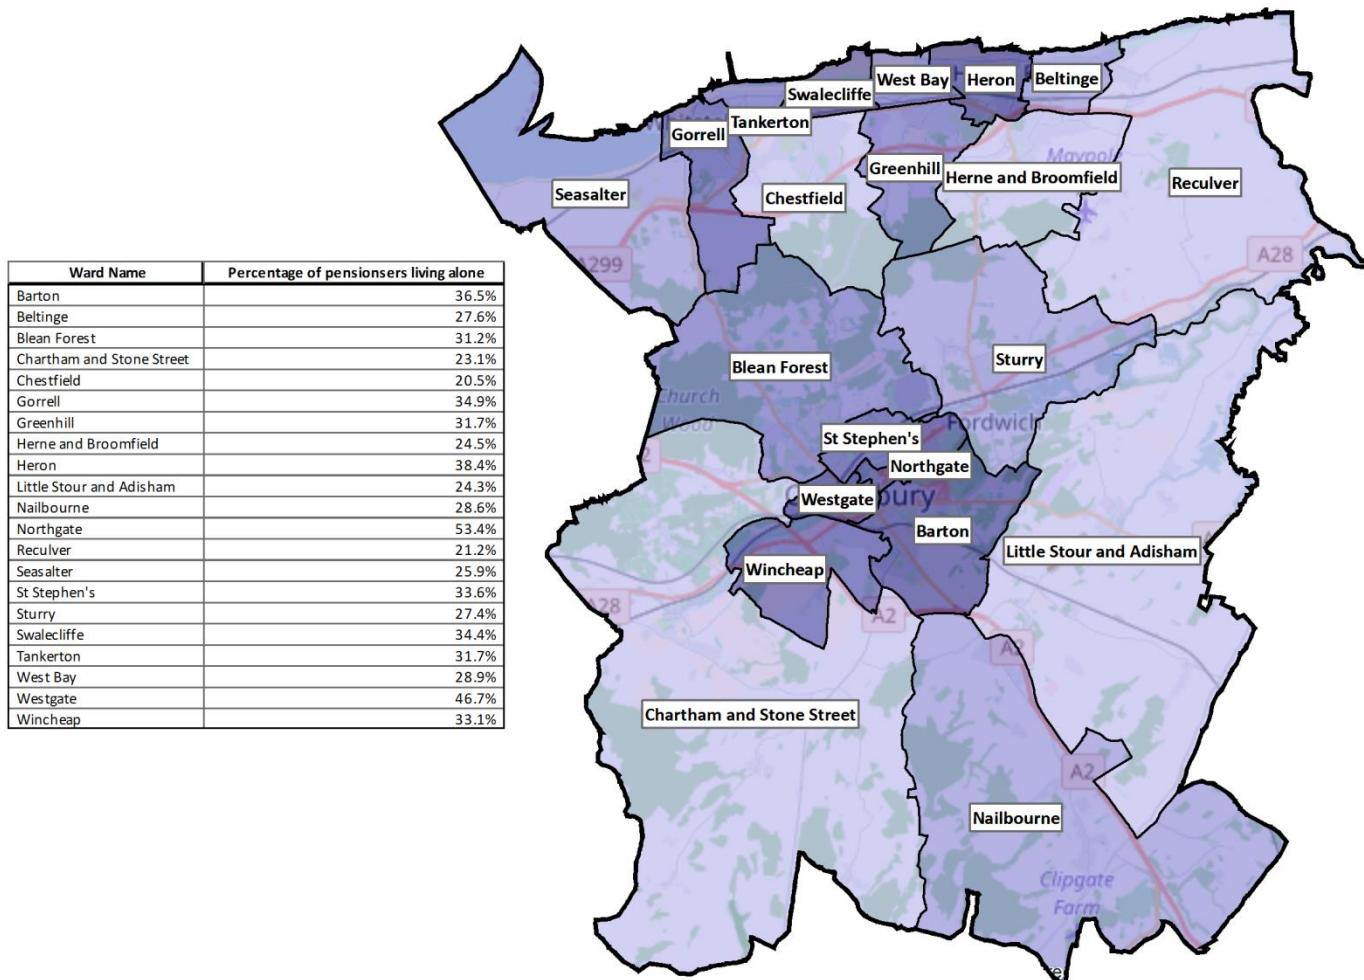 Ward Name Percentage of pensionsers living alone
Barton 36.5%
Beltinge 27.6%
Blean Forest 31.2%
Chartham and Stone Street 23.1%
Chestfield 20.5%
Gorrell 34.9%
Greenhill 31.7%
Herne and Broomfield 24.5%
Heron 38.4%
Little Stour and Adisham 24.3%
Nailbourne 28.6%
Northgate 53.4%
Reculver 21.2%
Seasalter 25.9%
St Stephen's 33.6%
Sturry 27.4%
Swalecliffe 34.4%
Tankerton 31.7%
West Bay 28.9%
Westgate 46.7%
Wincheap 33.1%
West Bay
Heron
Beltinge
Swalecliffe
Tankerton
Gorrell
Maypole
Greenhill
Herne and Broomfield
Reculver
Seasalter
Chestfield
A28
A299
Sturry
Blean Forest
Church
Wood
Fordwich
St Stephen's
Northgate
Westgate
Barton
Little Stour and Adisham
Wincheap
A28
A2
A2
Chartham and Stone Street
A2
Nailbourne
Clipgate
Farm